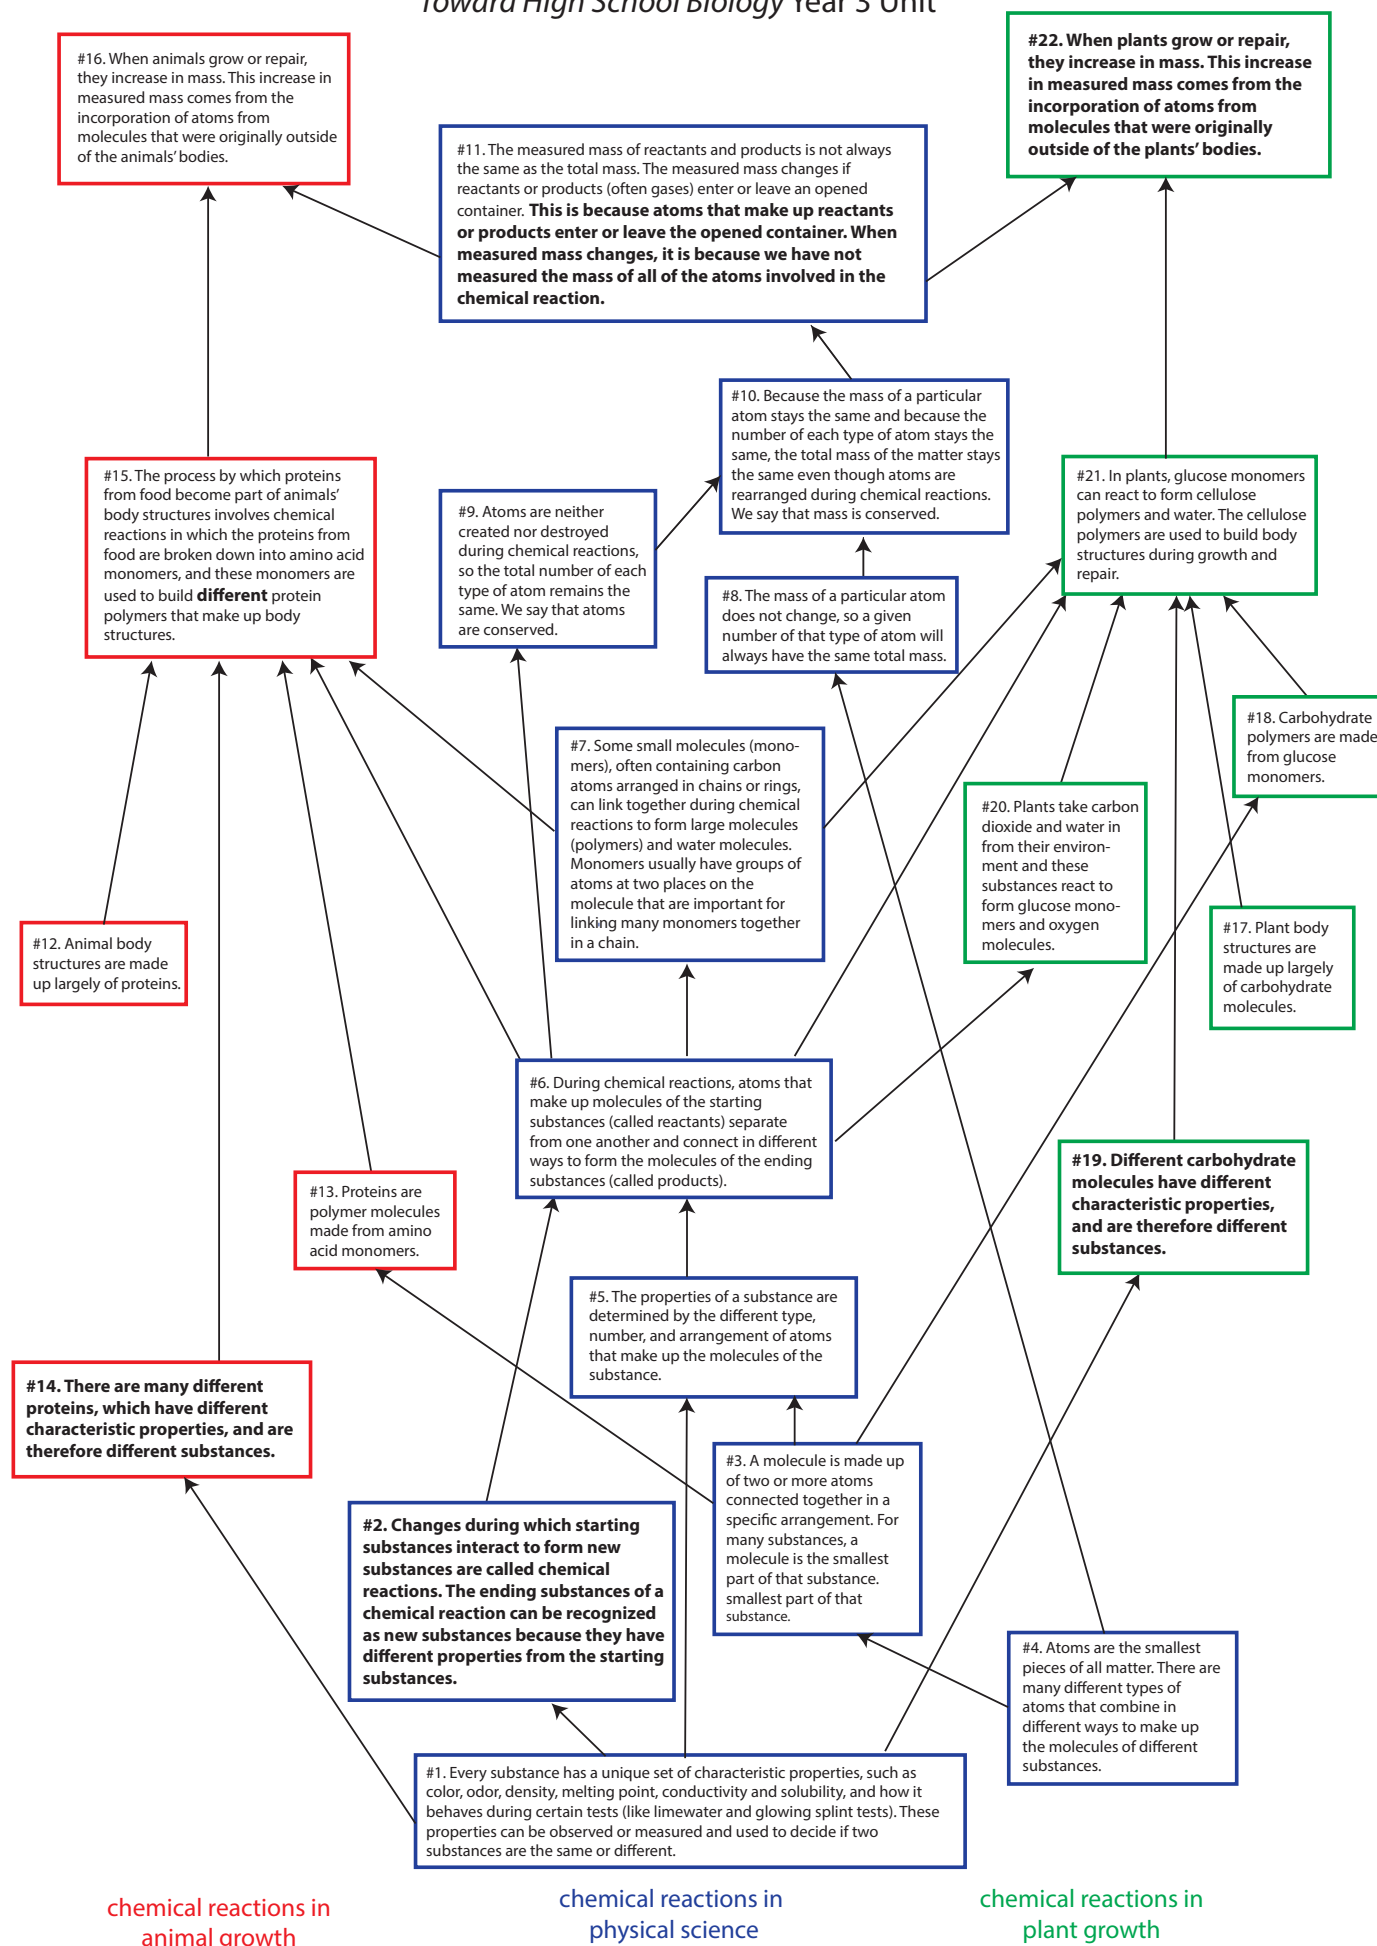 Toward High School Biology Year 3 Unit
#16. When animals grow or repair,
they increase in mass. This increase in
measured mass comes from the
incorporation of atoms from
molecules that were originally outside
of the animals' bodies.
#22. When plants grow or repair,
they increase in mass. This increase
in measured mass comes from the
incorporation of atoms from
molecules that were originally
outside of the plants' bodies.
#11. The measured mass of reactants and products is not always
the same as the total mass. The measured mass changes if
reactants or products (often gases) enter or leave an opened
container. This is because atoms that make up reactants
or products enter or leave the opened container. When
measured mass changes, it is because we have not
measured the mass of all of the atoms involved in the
chemical reaction.
#10. Because the mass of a particular
atom stays the same and because the
number of each type of atom stays the
same, the total mass of the matter stays
the same even though atoms are
rearranged during chemical reactions.
We say that mass is conserved.
#15. The process by which proteins
from food become part of animals'
body structures involves chemical
reactions in which the proteins from
food are broken down into amino acid
monomers, and these monomers are
used to build different protein
polymers that make up body
structures.
#9. Atoms are neither
created nor destroyed
during chemical reactions,
so the total number of each
type of atom remains the
same. We say that atoms
are conserved.
#21. In plants, glucose monomers
can react to form cellulose
polymers and water. The cellulose
polymers are used to build body
structures during growth and
repair.
#8. The mass of a particular atom
does not change, so a given
number of that type of atom will
always have the same total mass.
#18. Carbohydrate
polymers are made
from glucose
monomers.
#7. Some small molecules (mono-
mers), often containing carbon
atoms arranged in chains or rings,
can link together during chemical
reactions to form large molecules
(polymers) and water molecules.
Monomers usually have groups of
atoms at two places on the
molecule that are important for
linking many monomers together
in a chain.
#20. Plants take carbon
dioxide and water in
from their environ-
ment and these
substances react to
form glucose mono-
mers and oxygen
molecules.
#12. Animal body
structures are made
up largely of proteins.
#17. Plant body
structures are
made up largely
of carbohydrate
molecules.
#6. During chemical reactions, atoms that
make up molecules of the starting
substances (called reactants) separate
from one another and connect in different
ways to form the molecules of the ending
substances (called products).
#19. Different carbohydrate
molecules have different
characteristic properties,
and are therefore different
substances.
#13. Proteins are
polymer molecules
made from amino
acid monomers.
#5. The properties of a substance are
determined by the different type,
number, and arrangement of atoms
that make up the molecules of the
substance.
#14. There are many different
proteins, which have different
characteristic properties, and are
therefore different substances.
#3. A molecule is made up
of two or more atoms
connected together in a
specific arrangement. For
many substances, a
molecule is the smallest
part of that substance.
smallest part of that
substance.
#2. Changes during which starting
substances interact to form new
substances are called chemical
reactions. The ending substances of a
chemical reaction can be recognized
as new substances because they have
different properties from the starting
substances.
#4. Atoms are the smallest
pieces of all matter. There are
many different types of
atoms that combine in
different ways to make up
the molecules of different
substances.
#1. Every substance has a unique set of characteristic properties, such as
color, odor, density, melting point, conductivity and solubility, and how it
behaves during certain tests (like limewater and glowing splint tests). These
properties can be observed or measured and used to decide if two
substances are the same or different.
chemical reactions in
animal growth
chemical reactions in
physical science
chemical reactions in
plant growth